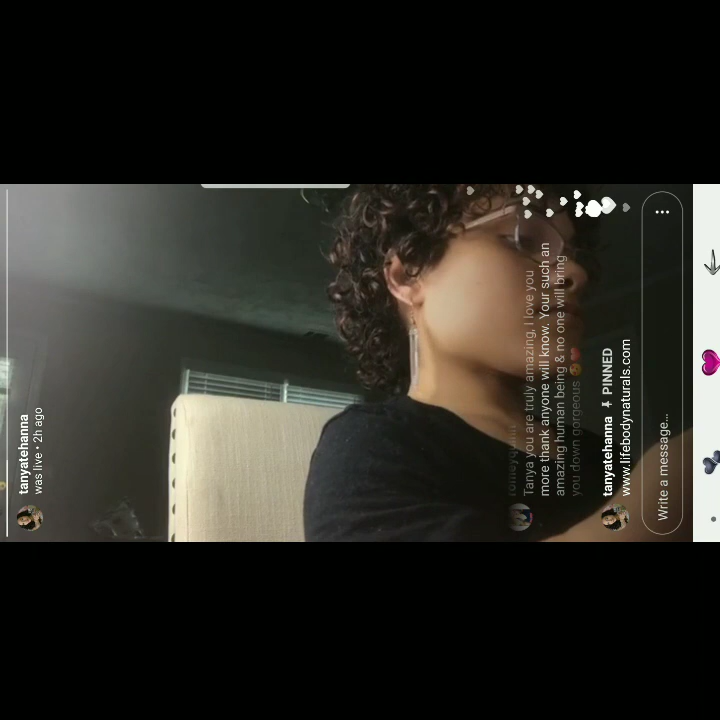 tanyatehanna
was live • 2h ago
Tanya you are truly amazing, I love you
more thank anyone will know. Your such an
amazing human being & no one will bring
you down gorgeous 😢❤️
tanyatehanna PINNED
www.lifebodynaturals.com
Write a message...